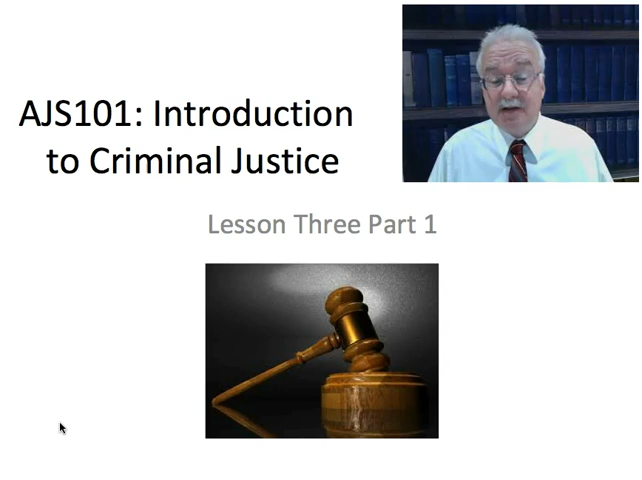 AJS101: Introduction
to Criminal Justice
Lesson Three Part 1